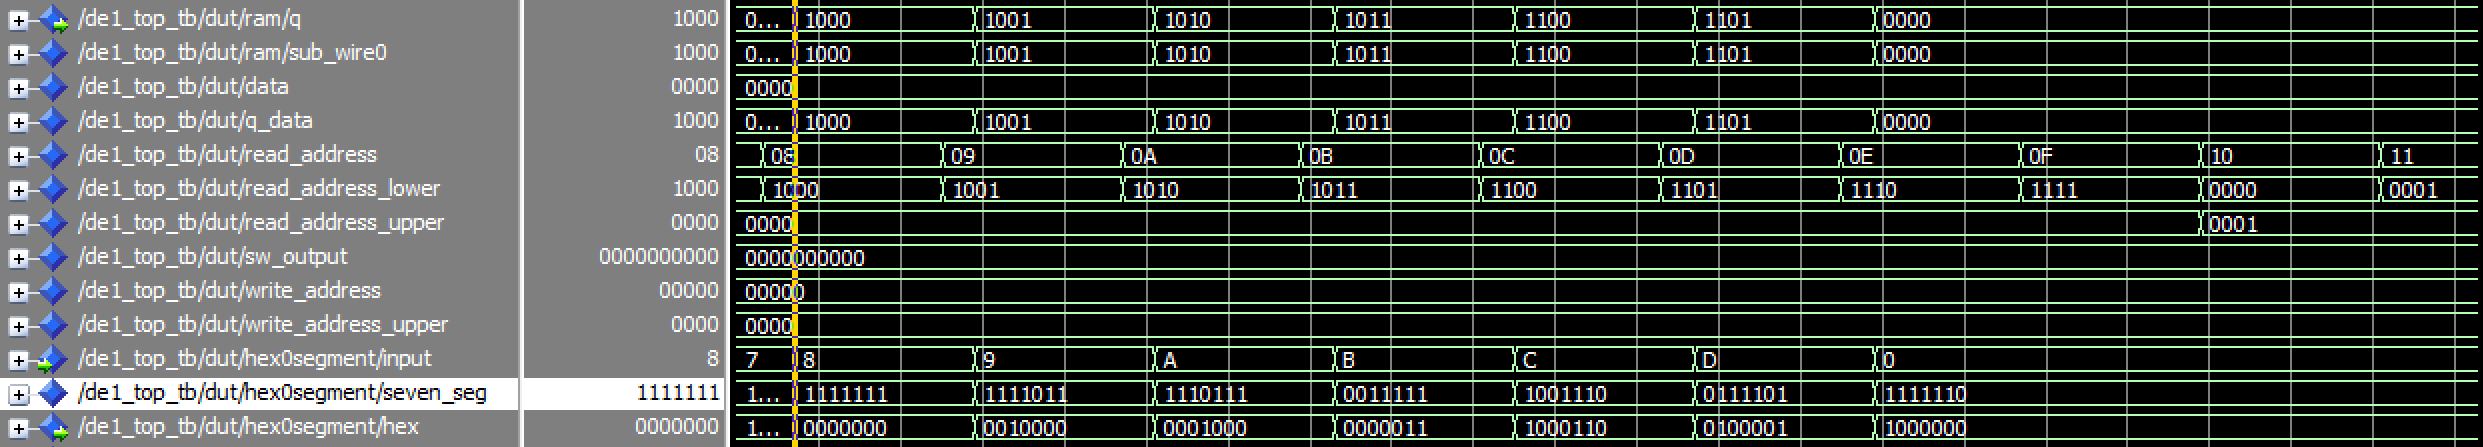 /de1_top_tb/dut/ram/q 1000 0... 1000 1001 1010 1011 1100 1101 0000
/de1_top_tb/dut/ram/sub_wire0 1000 0... 1000 1001 1010 1011 1100 1101 0000
/de1_top_tb/dut/data 0000 0000
/de1_top_tb/dut/q_data 1000 0... 1000 1001 1010 1011 1100 1101 0000
/de1_top_tb/dut/read_address 08 08 09 0A 0B 0C 0D 0E 0F 10 11
/de1_top_tb/dut/read_address_lower 1000 1000 1001 1010 1011 1100 1101 1110 1111 0000 0001
/de1_top_tb/dut/read_address_upper 0000 0000 0001
/de1_top_tb/dut/sw_output 0000000000 0000000000
/de1_top_tb/dut/write_address 00000 00000
/de1_top_tb/dut/write_address_upper 0000 0000
/de1_top_tb/dut/hex0segment/input 8 7 8 9 A B C D 0
/de1_top_tb/dut/hex0segment/seven_seg 1111111 1... 1111111 1111011 1110111 0011111 1001110 0111101 1111110
/de1_top_tb/dut/hex0segment/hex 0000000 1... 0000000 0010000 0001000 0000011 1000110 0100001 1000000